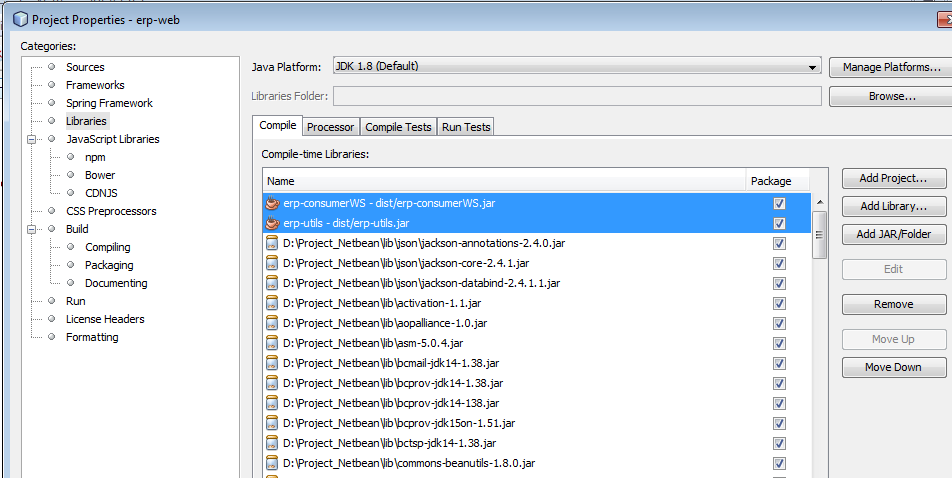 Project Properties - erp-web
Categories:
Sources
Frameworks
Spring Framework
Libraries
JavaScript Libraries
npm
Bower
CDNJS
CSS Preprocessors
Build
Compiling
Packaging
Documenting
Run
License Headers
Formatting
Java Platform: JDK 1.8 (Default) Manage Platforms...
Libraries Folder: Browse...
Compile Processor Compile Tests Run Tests
Compile-time Libraries:
Name Package
erp-consumerWS - dist/erp-consumerWS.jar
erp-utils - dist/erp-utils.jar
D:\Project_Netbean\lib\json\jackson-annotations-2.4.0.jar
D:\Project_Netbean\lib\json\jackson-core-2.4.1.jar
D:\Project_Netbean\lib\json\jackson-databind-2.4.1.1.jar
D:\Project_Netbean\lib\activation-1.1.jar
D:\Project_Netbean\lib\aopalliance-1.0.jar
D:\Project_Netbean\lib\asm-5.0.4.jar
D:\Project_Netbean\lib\bcmail-jdk14-1.38.jar
D:\Project_Netbean\lib\bcprov-jdk14-1.38.jar
D:\Project_Netbean\lib\bcprov-jdk14-138.jar
D:\Project_Netbean\lib\bcprov-jdk15on-1.51.jar
D:\Project_Netbean\lib\bctsp-jdk14-1.38.jar
D:\Project_Netbean\lib\commons-beanutils-1.8.0.jar
Add Project...
Add Library...
Add JAR/Folder
Edit
Remove
Move Up
Move Down